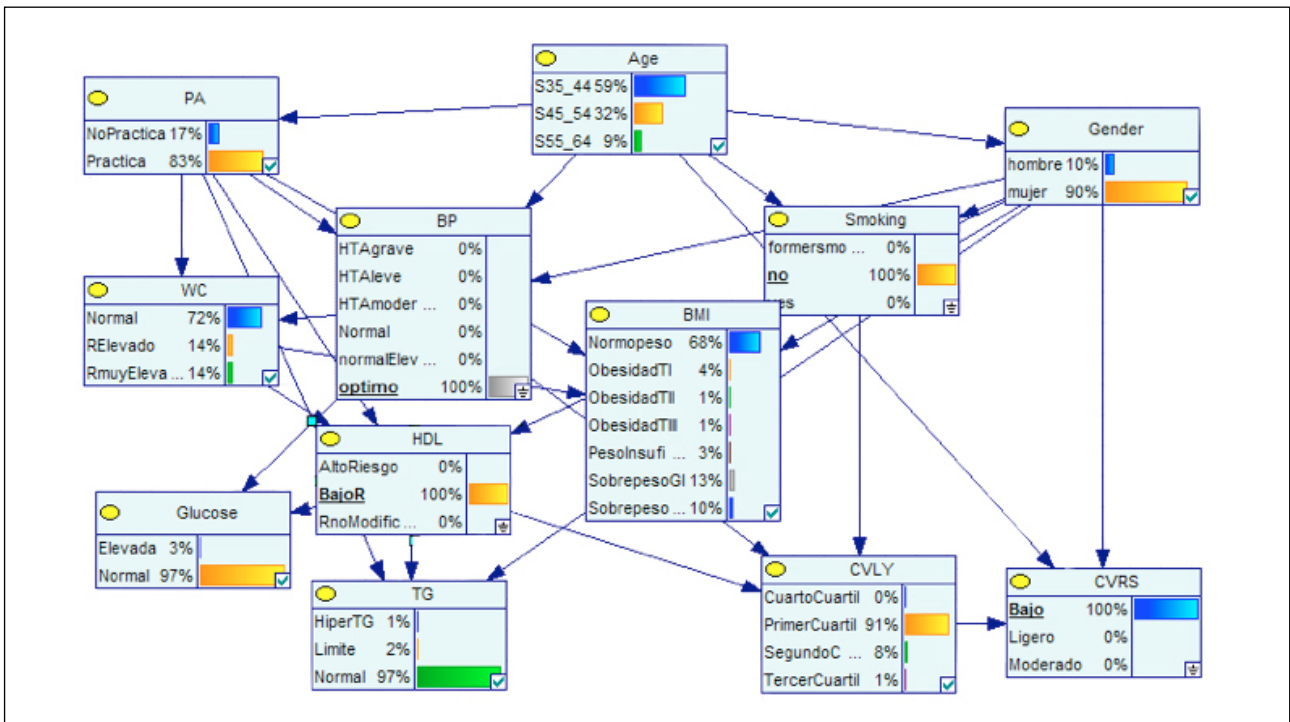 Age
S35_44 59%
S45_54 32%
S55_64 9%
PA
NoPractica 17%
Practica 83%
Gender
hombre 10%
mujer 90%
BP
HTAgrave 0%
HTAleve 0%
HTAmoder ... 0%
Normal 0%
normalElev ... 0%
optimo 100%
Smoking
formersmo ... 0%
no 100%
yes 0%
WC
Normal 72%
RElevado 14%
RmuyEleva ... 14%
BMI
Normopeso 68%
ObesidadTI 4%
ObesidadTII 1%
ObesidadTIII 1%
PesoInsufi ... 3%
SobrepesoGI 13%
Sobrepeso ... 10%
HDL
AltoRiesgo 0%
BajoR 100%
RnoModific ... 0%
Glucose
Elevada 3%
Normal 97%
TG
HiperTG 1%
Limite 2%
Normal 97%
CVLY
CuartoCuartil 0%
PrimerCuartil 91%
SegundoC ... 8%
TercerCuartil 1%
CVRS
Bajo 100%
Ligero 0%
Moderado 0%